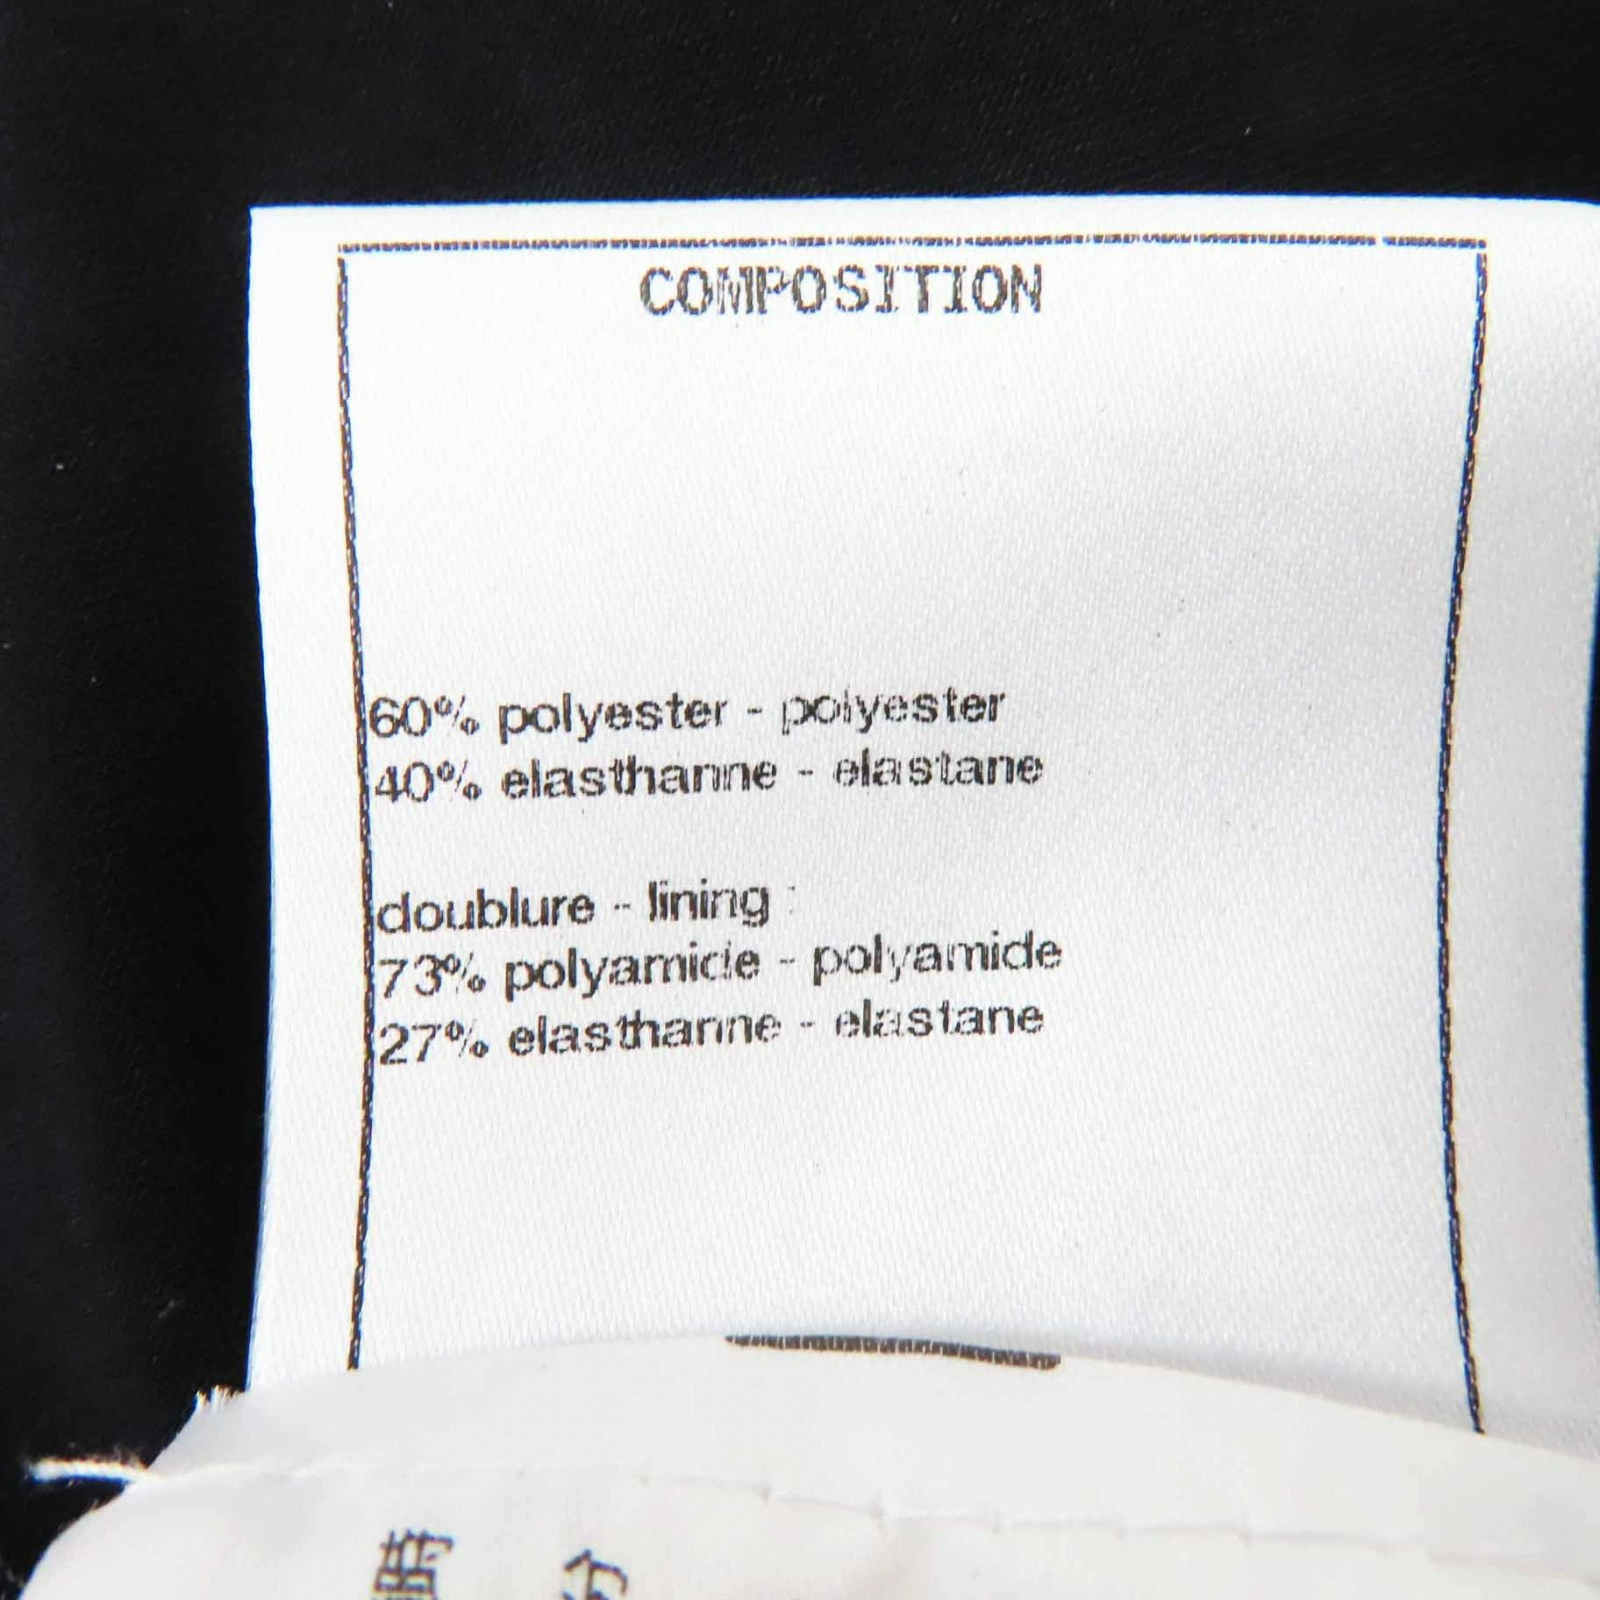 COMPOSITION
60% polyester - polyester
40% elasthanne - elastane
doublure - lining :
73% polyamide - polyamide
27% elasthanne - elastane